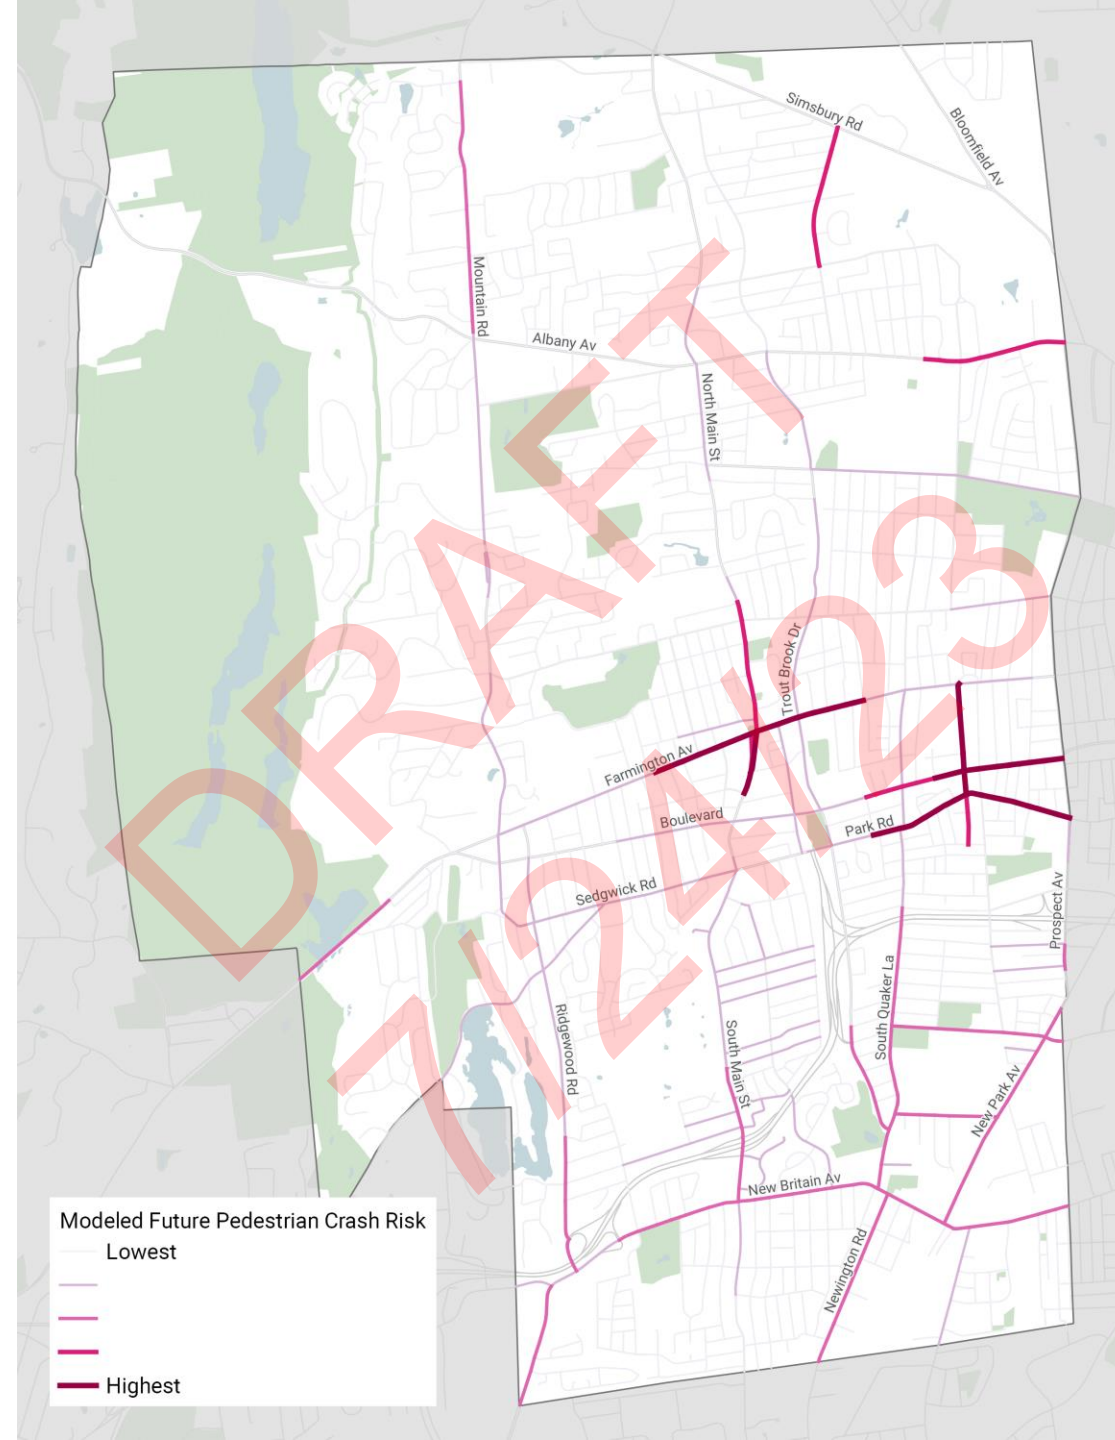 Simsbury Rd
Bloomfield Av
Mountain Rd
Albany Av
North Main St
Trout Brook Dr
Farmington Av
Boulevard
Park Rd
Sedgwick Rd
Prospect Av
South Quaker La
Ridgewood Rd
South Main St
New Park Av
New Britain Av
Newington Rd
DRAFT
7/24/23
Modeled Future Pedestrian Crash Risk
Lowest
Highest